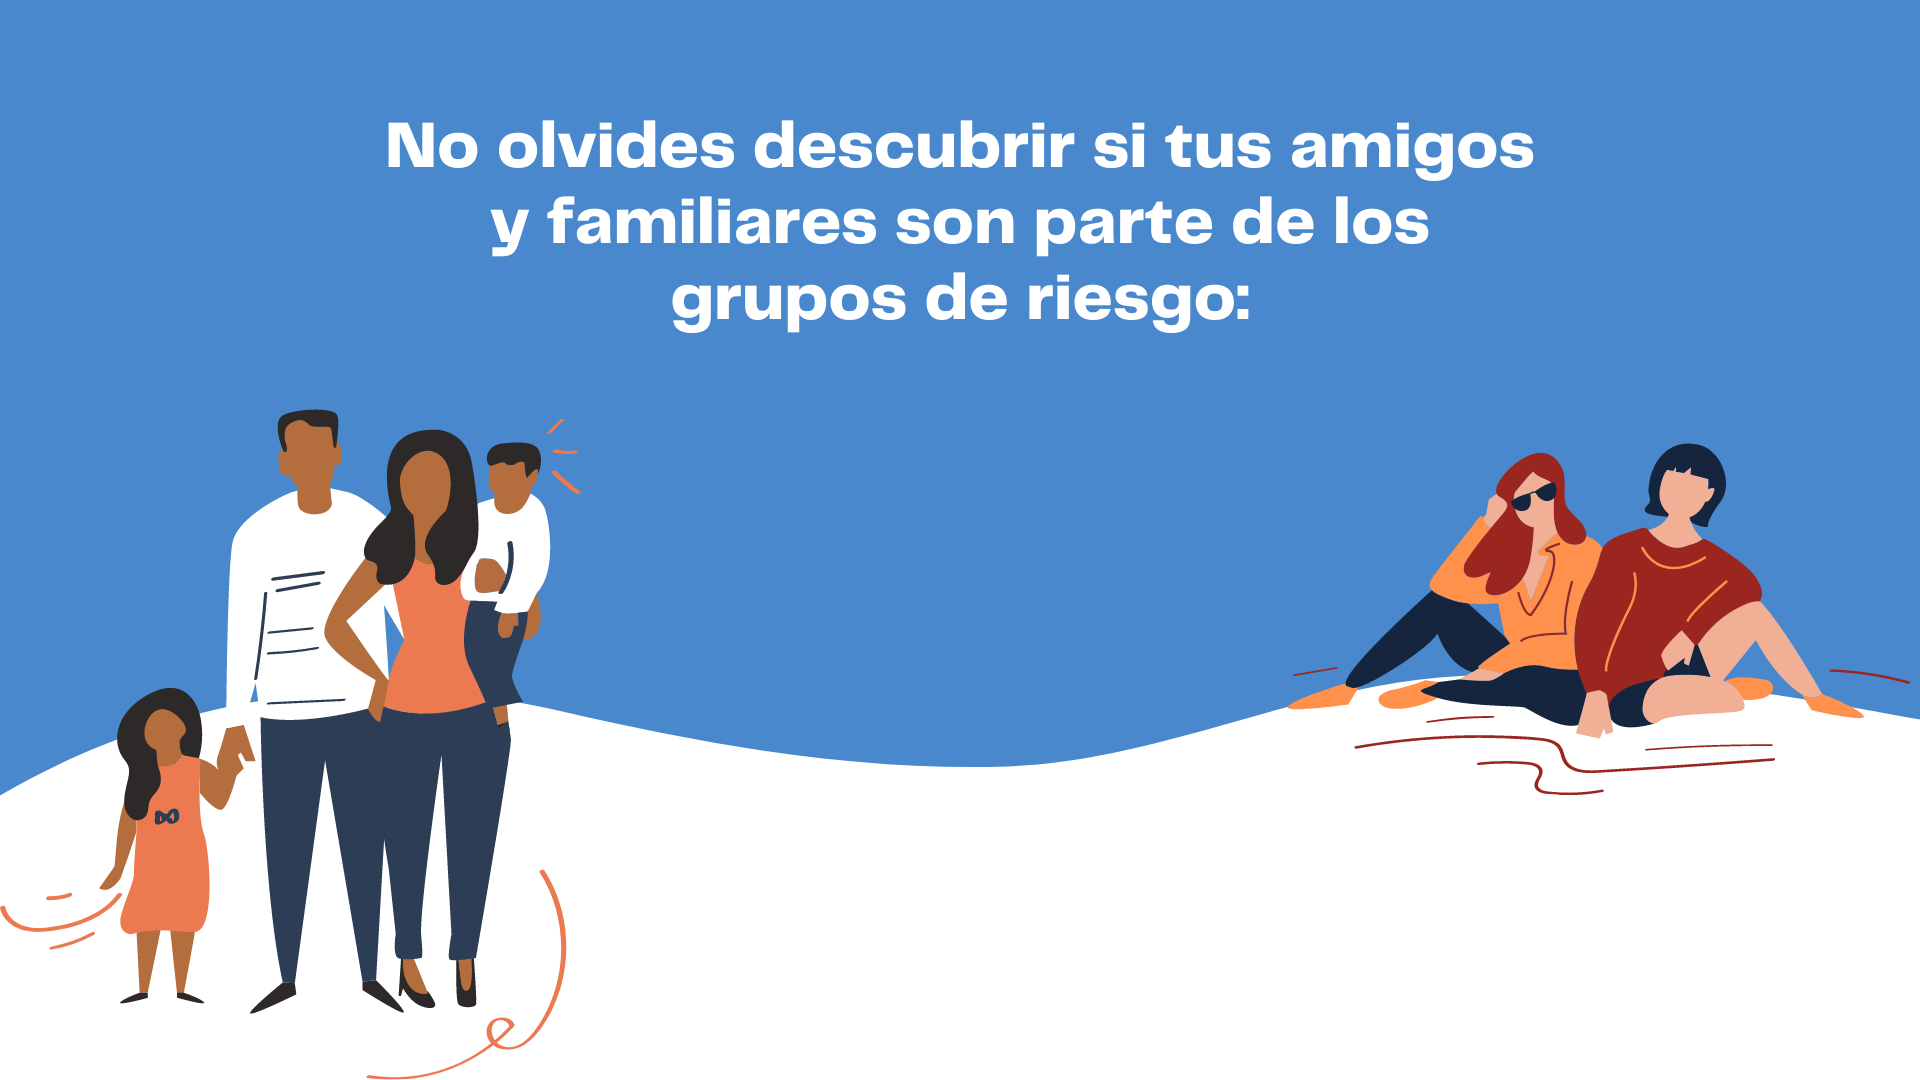 No olvides descubrir si tus amigos
y familiares son parte de los
grupos de riesgo: